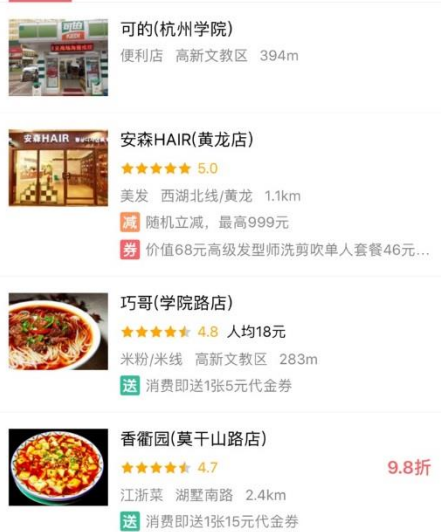 可的(杭州学院)
便利店 高新文教区 394m
安森HAIR
安森HAIR(黄龙店)
5.0
美发 西湖北线/黄龙 1.1km
减 随机立减，最高999元
券 价值68元高级发型师洗剪吹单人套餐46元...
巧哥(学院路店)
4.8 人均18元
米粉/米线 高新文教区 283m
送 消费即送1张5元代金券
香衢园(莫干山路店)
4.7 9.8折
江浙菜 湖墅南路 2.4km
送 消费即送1张15元代金券